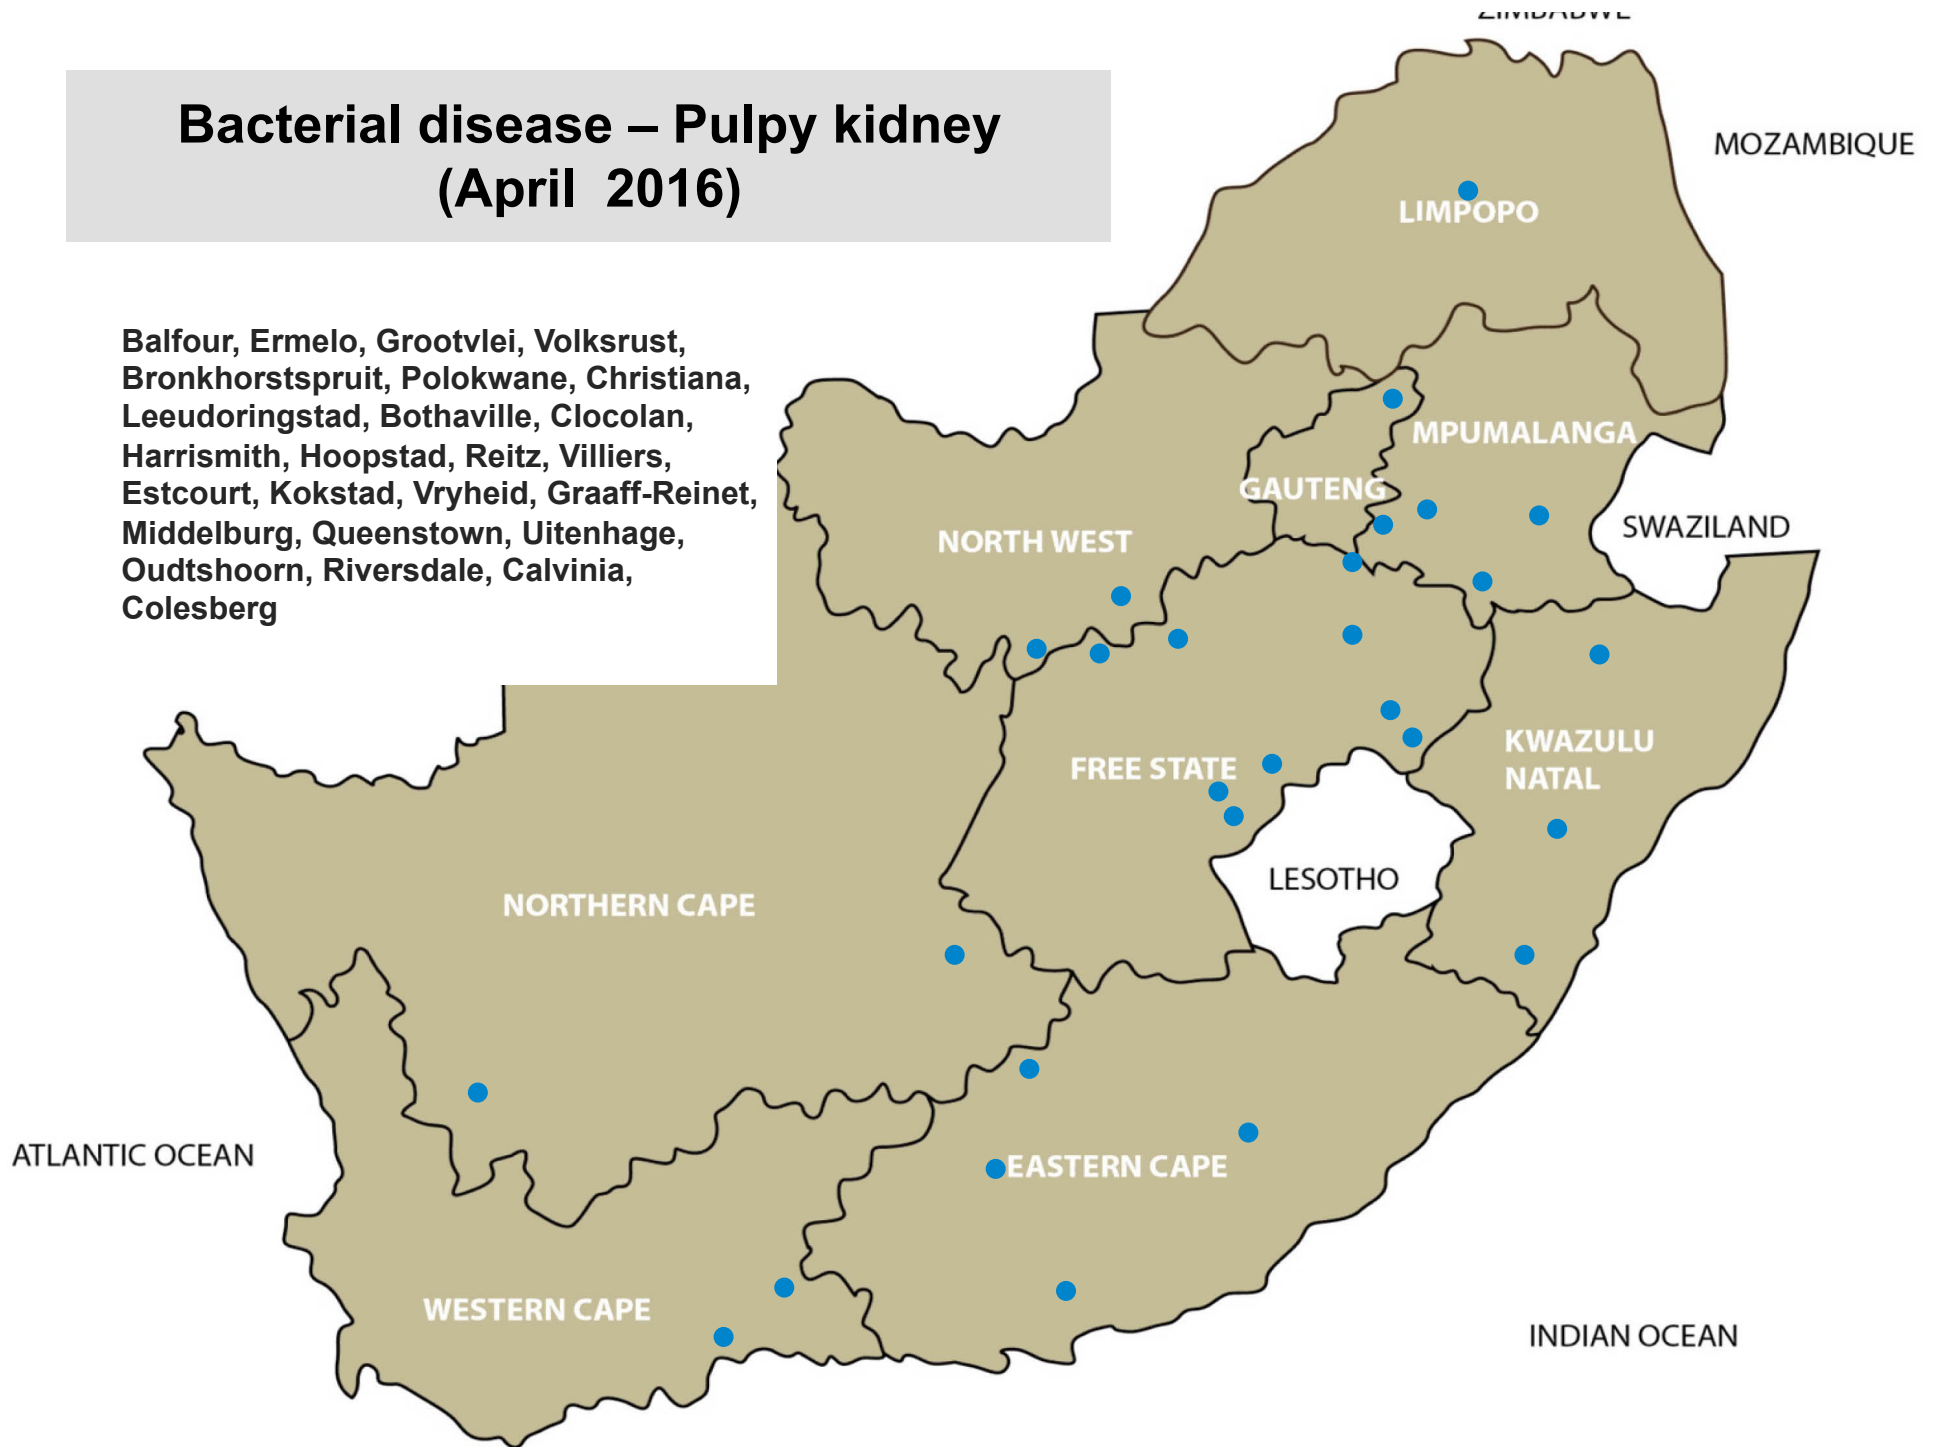 ZIMBABWE
Bacterial disease – Pulpy kidney
(April 2016)
MOZAMBIQUE
LIMPOPO
Balfour, Ermelo, Grootvlei, Volksrust,
Bronkhorstspruit, Polokwane, Christiana,
Leeudoringstad, Bothaville, Clocolan,
Harrismith, Hoopstad, Reitz, Villiers,
Estcourt, Kokstad, Vryheid, Graaff-Reinet,
Middelburg, Queenstown, Uitenhage,
Oudtshoorn, Riversdale, Calvinia,
Colesberg
MPUMALANGA
GAUTENG
SWAZILAND
NORTH WEST
KWAZULU
NATAL
FREE STATE
LESOTHO
NORTHERN CAPE
ATLANTIC OCEAN
EASTERN CAPE
WESTERN CAPE
INDIAN OCEAN